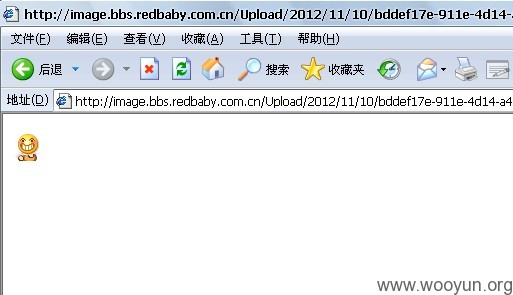 http://image.bbs.redbaby.com.cn/Upload/2012/11/10/bddef17e-911e-4d14-
文件(F) 编辑(E) 查看(V) 收藏(A) 工具(T) 帮助(H)
后退 搜索 收藏夹
地址(D) http://image.bbs.redbaby.com.cn/Upload/2012/11/10/bddef17e-911e-4d14-a4
www.wooyun.org